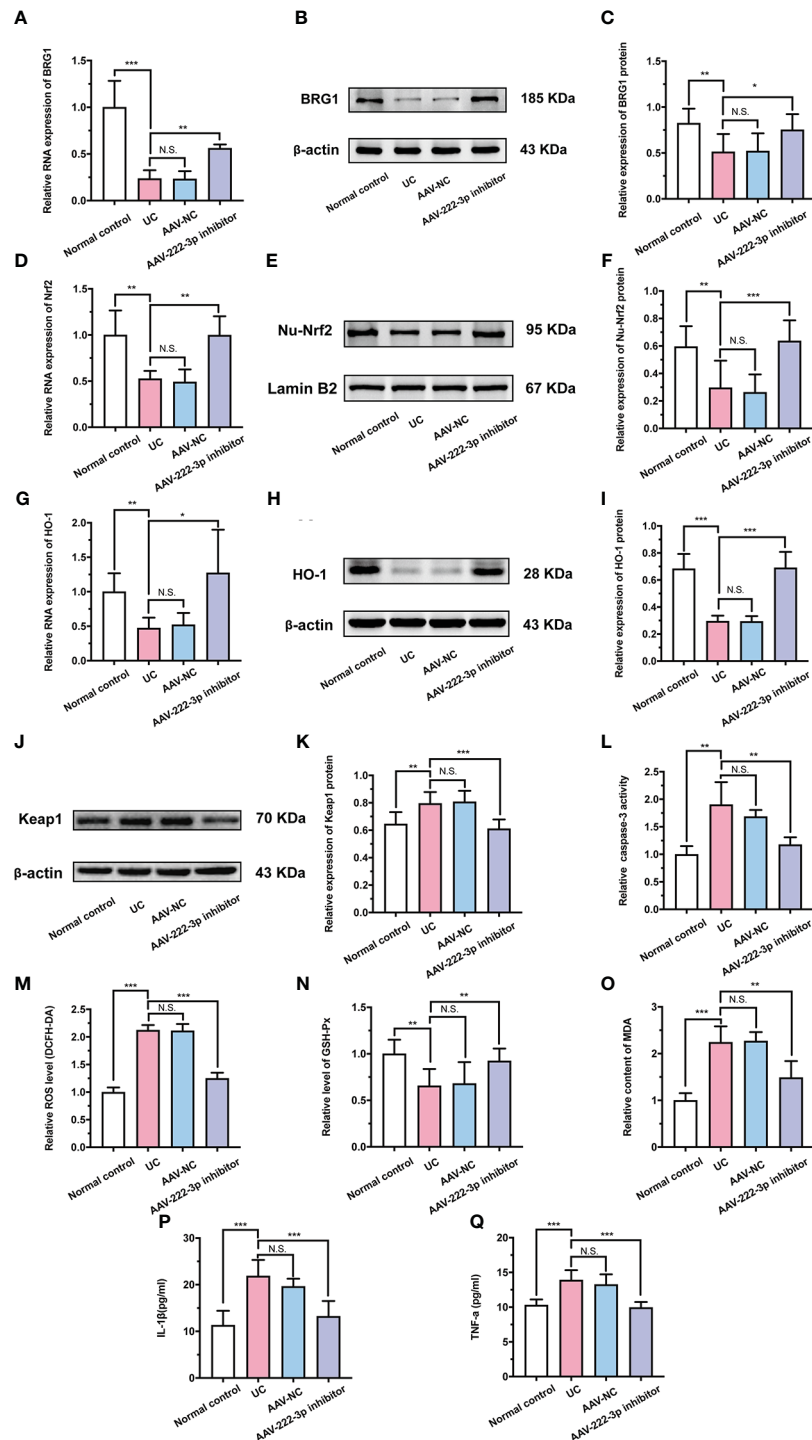 A
Relative RNA expression of BRG1
1.5
1.0
0.5
0.0
***
**
N.S.
Normal control
UC
AAV-NC
AAV-222-3p inhibitor
B
BRG1
185 KDa
β-actin
43 KDa
Normal control
UC
AAV-NC
AAV-222-3p inhibitor
C
Relative expression of BRG1 protein
1.5
1.0
0.5
0.0
**
*
N.S.
Normal control
UC
AAV-NC
AAV-222-3p inhibitor
D
Relative RNA expression of Nrf2
1.5
1.0
0.5
0.0
**
**
N.S.
Normal control
UC
AAV-NC
AAV-222-3p inhibitor
E
Nu-Nrf2
95 KDa
Lamin B2
67 KDa
Normal control
UC
AAV-NC
AAV-222-3p inhibitor
F
Relative expression of Nu-Nrf2 protein
1.0
0.8
0.6
0.4
0.2
0.0
**
***
N.S.
Normal control
UC
AAV-NC
AAV-222-3p inhibitor
G
Relative RNA expression of HO-1
2.0
1.5
1.0
0.5
0.0
**
*
N.S.
Normal control
UC
AAV-NC
AAV-222-3p inhibitor
H
HO-1
28 KDa
β-actin
43 KDa
Normal control
UC
AAV-NC
AAV-222-3p inhibitor
I
Relative expression of HO-1 protein
1.0
0.8
0.6
0.4
0.2
0.0
***
***
N.S.
Normal control
UC
AAV-NC
AAV-222-3p inhibitor
J
Keap1
70 KDa
β-actin
43 KDa
Normal control
UC
AAV-NC
AAV-222-3p inhibitor
K
Relative expression of Keap1 protein
1.0
0.8
0.6
0.4
0.2
0.0
**
***
N.S.
Normal control
UC
AAV-NC
AAV-222-3p inhibitor
L
Relative caspase-3 activity
2.5
2.0
1.5
1.0
0.5
0.0
**
**
N.S.
Normal control
UC
AAV-NC
AAV-222-3p inhibitor
M
Relative ROS level (DCFH-DA)
2.5
2.0
1.5
1.0
0.5
0.0
***
***
N.S.
Normal control
UC
AAV-NC
AAV-222-3p inhibitor
N
Relative level of GSH-Px
1.5
1.0
0.5
0.0
**
**
N.S.
Normal control
UC
AAV-NC
AAV-222-3p inhibitor
O
Relative content of MDA
3
2
1
0
***
**
N.S.
Normal control
UC
AAV-NC
AAV-222-3p inhibitor
P
IL-1β(pg/ml)
30
20
10
0
***
***
N.S.
Normal control
UC
AAV-NC
AAV-222-3p inhibitor
Q
TNF-a (pg/ml)
20
15
10
5
0
***
***
N.S.
Normal control
UC
AAV-NC
AAV-222-3p inhibitor